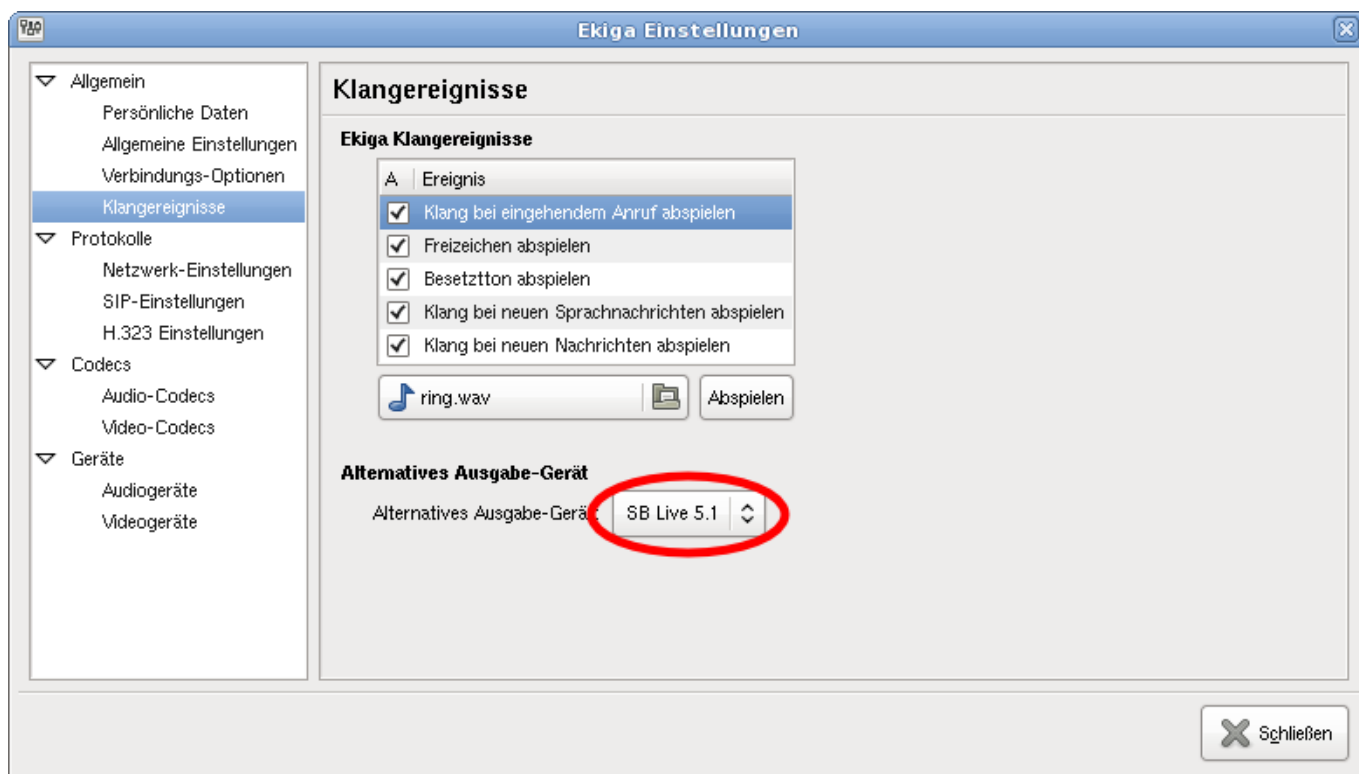 Ekiga Einstellungen
Allgemein
Persönliche Daten
Allgemeine Einstellungen
Verbindungs-Optionen
Klangereignisse
Protokolle
Netzwerk-Einstellungen
SIP-Einstellungen
H.323 Einstellungen
Codecs
Audio-Codecs
Video-Codecs
Geräte
Audiogeräte
Videogeräte
Klangereignisse
Ekiga Klangereignisse
A Ereignis
Klang bei eingehendem Anruf abspielen
Freizeichen abspielen
Besetztton abspielen
Klang bei neuen Sprachnachrichten abspielen
Klang bei neuen Nachrichten abspielen
ring.wav Abspielen
Alternatives Ausgabe-Gerät
Alternatives Ausgabe-Gerät SB Live 5.1
Schließen